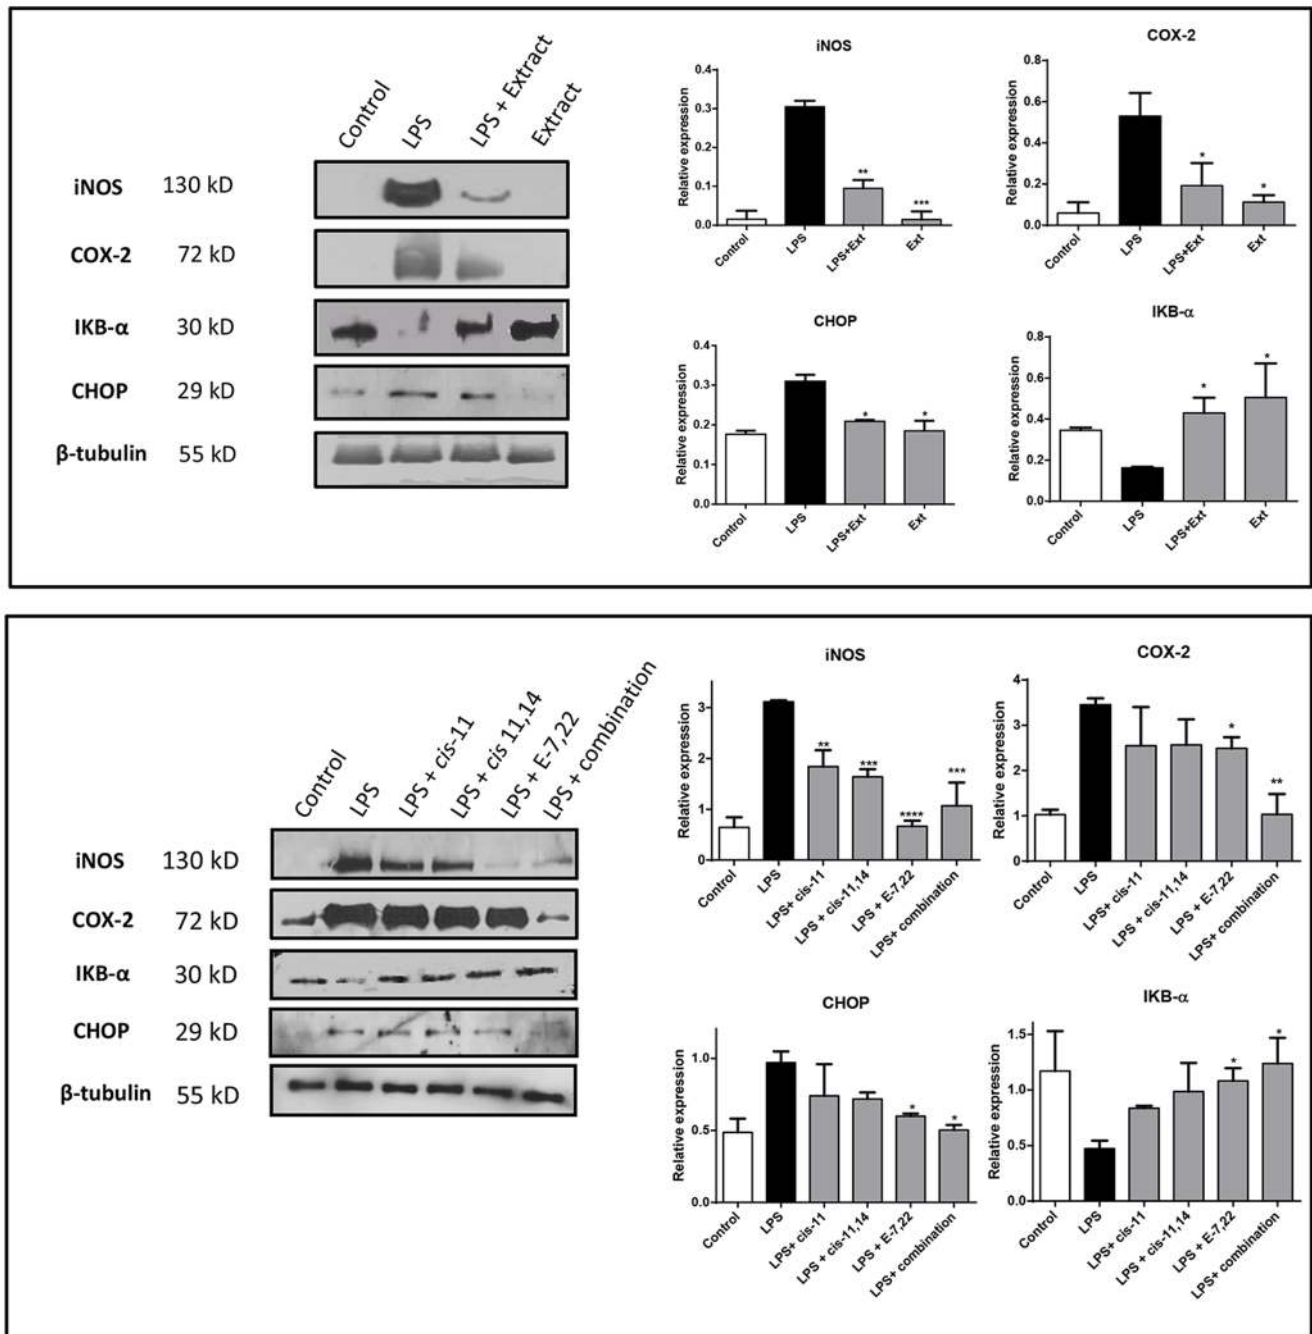 Control
LPS
LPS + Extract
Extract
iNOS 130 kD
COX-2 72 kD
IKB-α 30 kD
CHOP 29 kD
β-tubulin 55 kD
iNOS
Relative expression
0.4
0.3
0.2
0.1
0.0
**
***
Control
LPS
LPS+Ext
Ext
COX-2
Relative expression
0.8
0.6
0.4
0.2
0.0
*
*
Control
LPS
LPS+Ext
Ext
CHOP
Relative expression
0.4
0.3
0.2
0.1
0.0
*
*
Control
LPS
LPS+Ext
Ext
IKB-α
Relative expression
0.8
0.6
0.4
0.2
0.0
*
*
Control
LPS
LPS+Ext
Ext
Control
LPS
LPS + cis-11
LPS + cis 11,14
LPS + E-7,22
LPS + combination
iNOS 130 kD
COX-2 72 kD
IKB-α 30 kD
CHOP 29 kD
β-tubulin 55 kD
iNOS
Relative expression
3
2
1
0
**
***
****
***
Control
LPS
LPS+ cis-11
LPS + cis-11,14
LPS + E-7,22
LPS+ combination
COX-2
Relative expression
4
3
2
1
0
*
**
Control
LPS
LPS+ cis-11
LPS + cis-11,14
LPS + E-7,22
LPS+ combination
CHOP
Relative expression
1.0
0.5
0.0
*
*
Control
LPS
LPS+ cis-11
LPS + cis-11,14
LPS + E-7,22
LPS+ combination
IKB-α
Relative expression
1.5
1.0
0.5
0.0
*
*
Control
LPS
LPS+ cis-11
LPS + cis-11,14
LPS + E-7,22
LPS+ combination